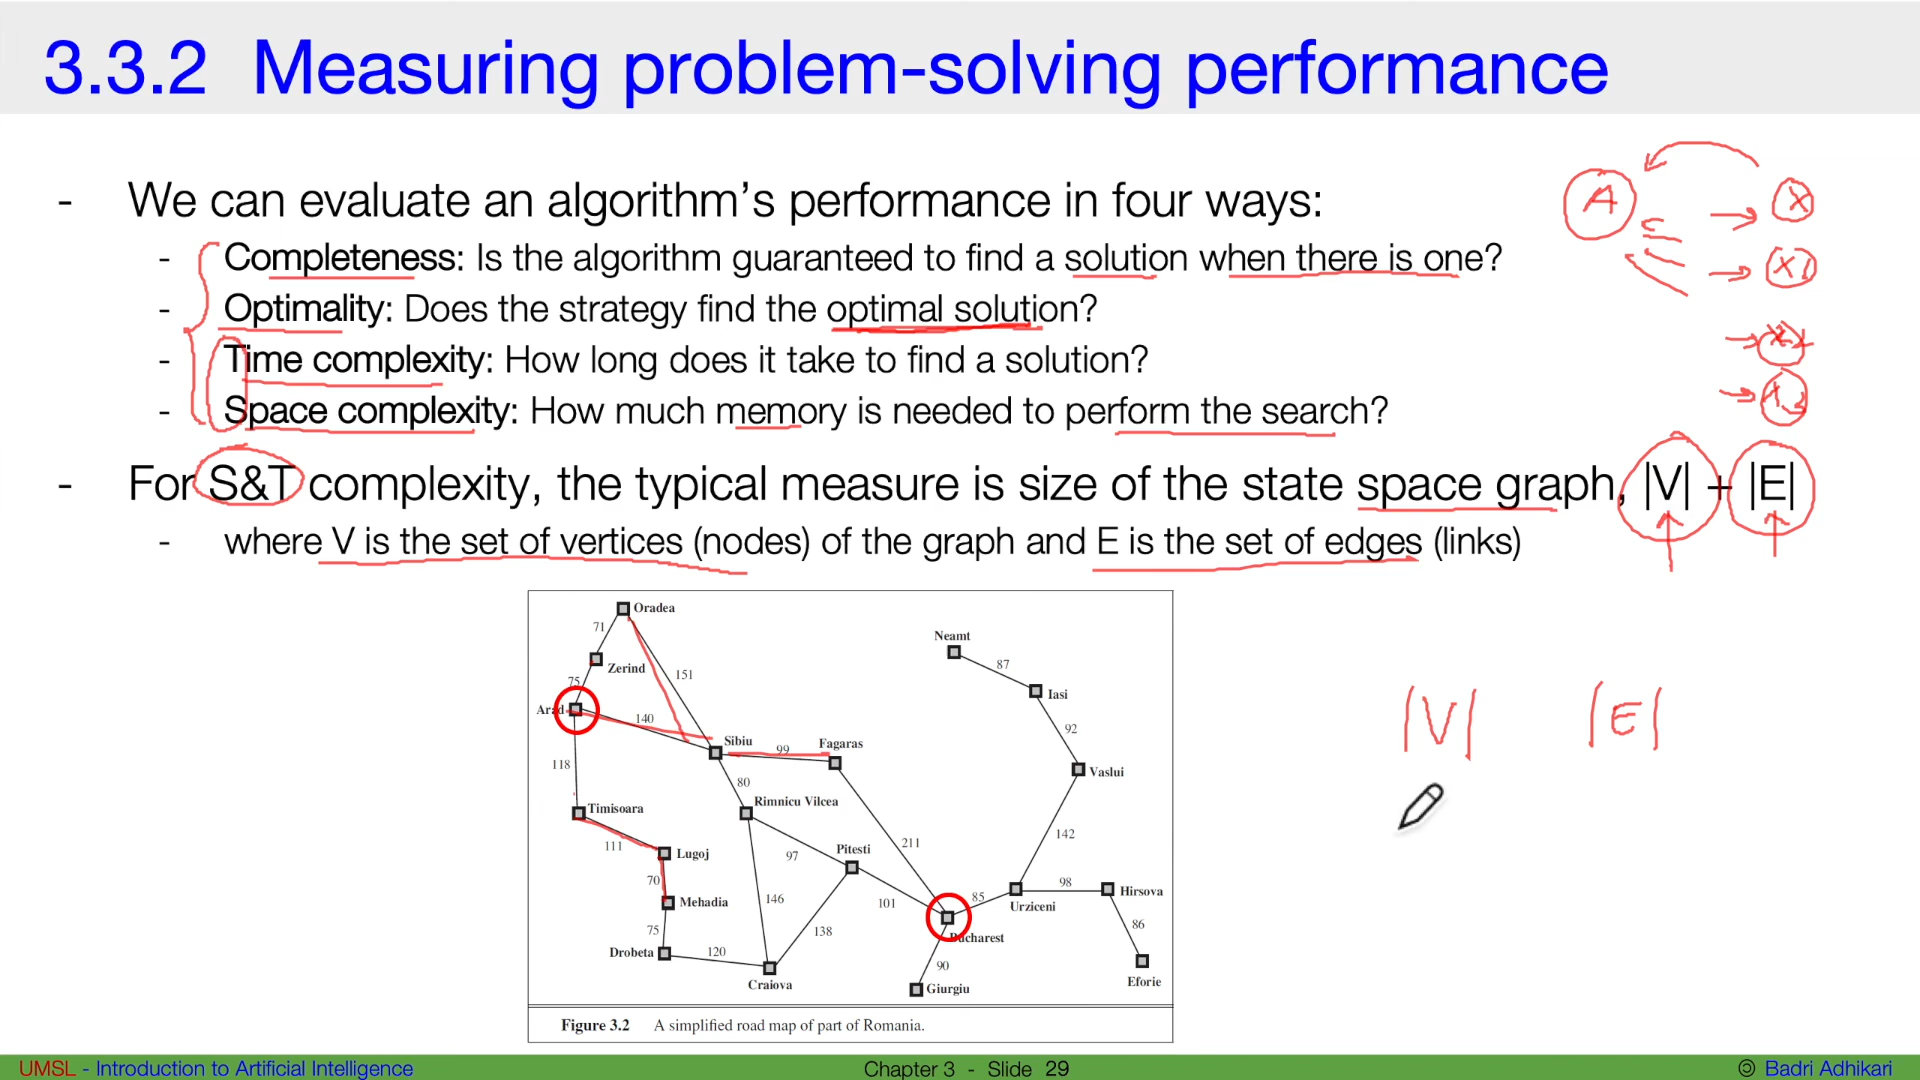 3.3.2 Measuring problem-solving performance
- We can evaluate an algorithm's performance in four ways:
- Completeness: Is the algorithm guaranteed to find a solution when there is one?
- Optimality: Does the strategy find the optimal solution?
- Time complexity: How long does it take to find a solution?
- Space complexity: How much memory is needed to perform the search?
- For S&T complexity, the typical measure is size of the state space graph, |V| + |E|
- where V is the set of vertices (nodes) of the graph and E is the set of edges (links)
A
X
X1
|V| |E|
Oradea
71
Neamt
Zerind
87
151
75
Iasi
Arad
140
92
Sibiu
99
Fagaras
118
Vaslui
80
Timisoara
Rimnicu Vilcea
142
111
Lugoj
97
Pitesti
211
70
98
Hirsova
Mehadia
146
101
85
Urziceni
86
75
138
Bucharest
Drobeta
120
90
Craiova
Giurgiu
Eforie
Figure 3.2 A simplified road map of part of Romania.
UMSL - Introduction to Artificial Intelligence
Chapter 3 - Slide 29
Badri Adhikari